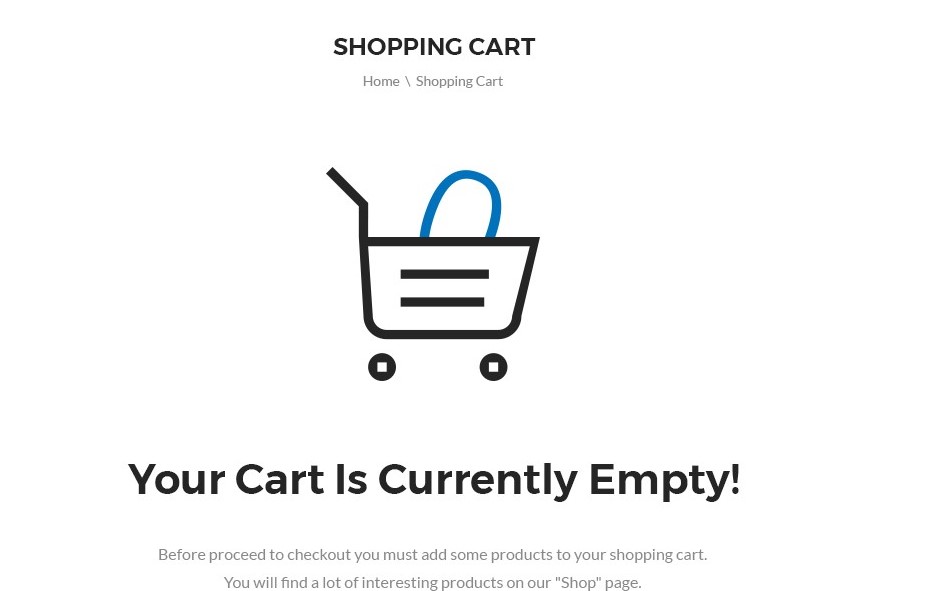 SHOPPING CART
Home \ Shopping Cart
Your Cart Is Currently Empty!
Before proceed to checkout you must add some products to your shopping cart.
You will find a lot of interesting products on our "Shop" page.